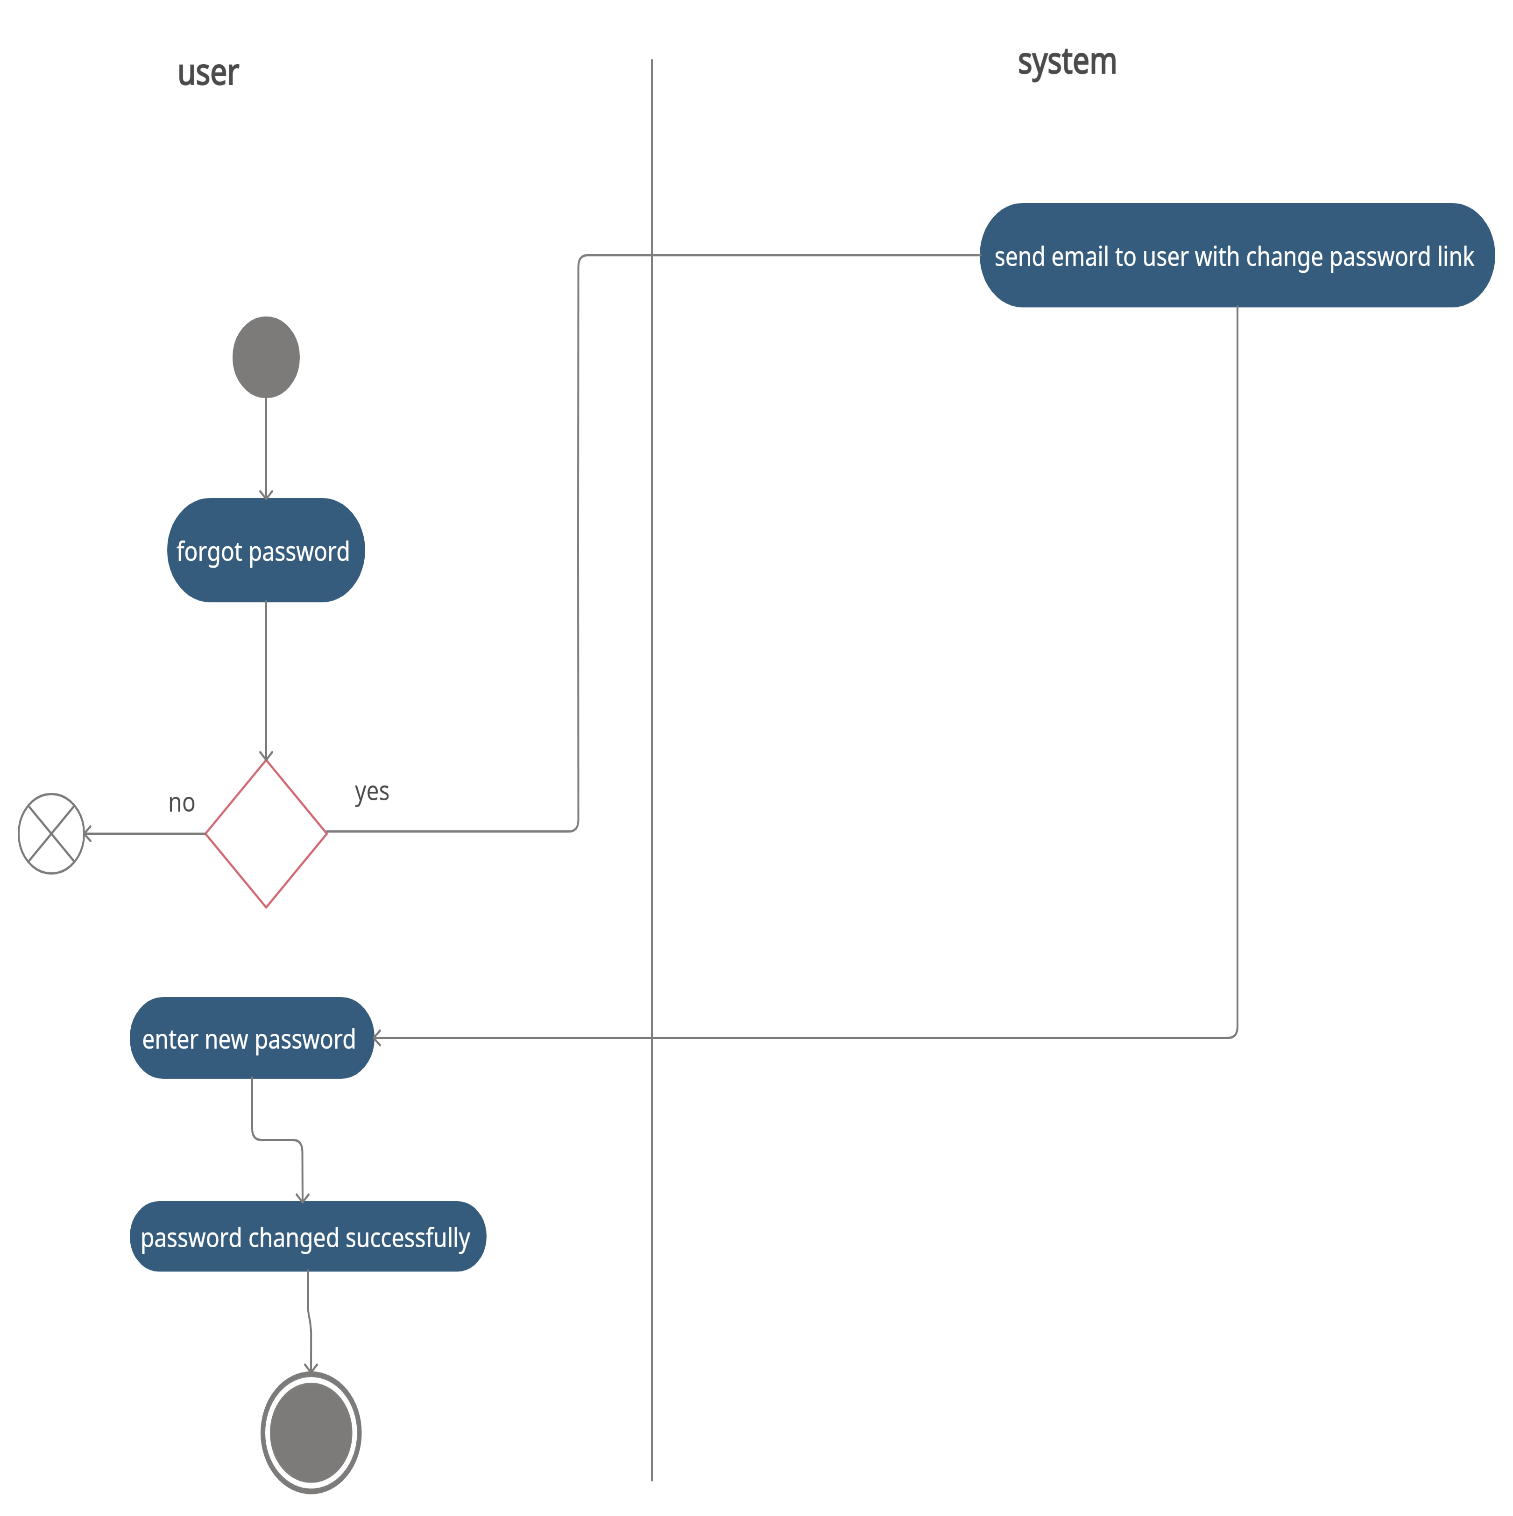 user
system
send email to user with change password link
forgot password
no
yes
enter new password
password changed successfully